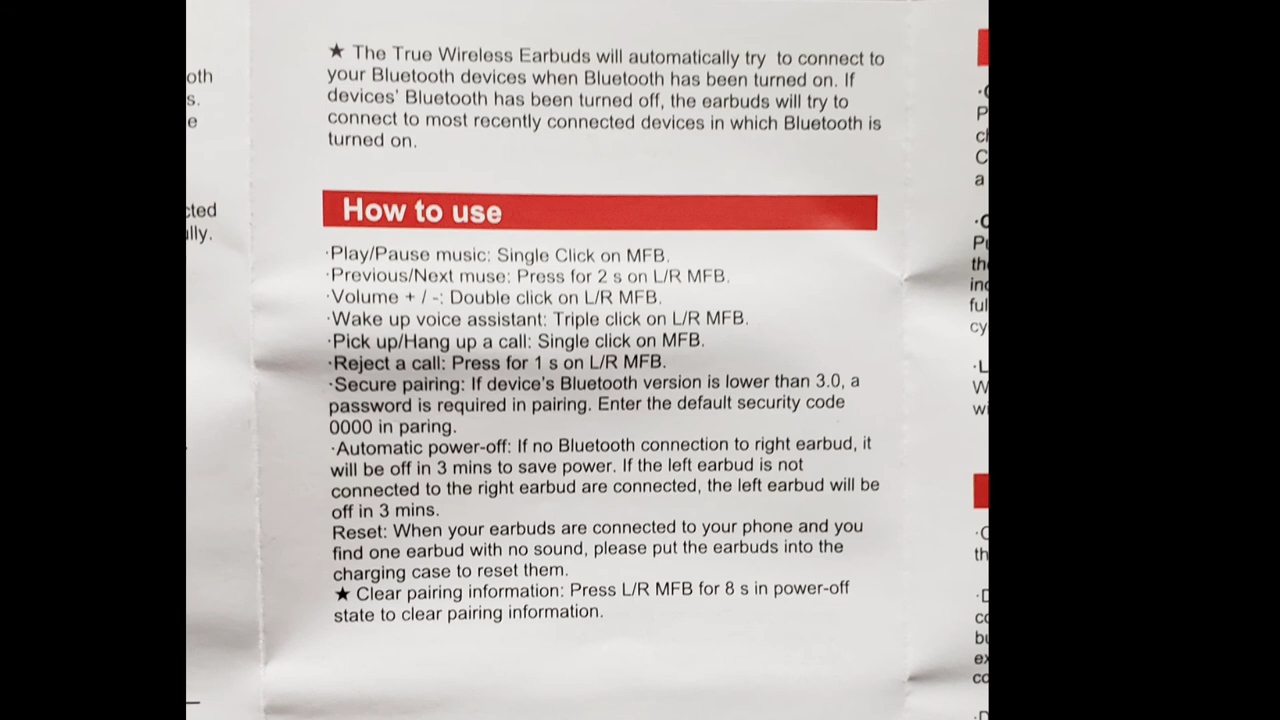 oth
s.
e
cted
ally.
★ The True Wireless Earbuds will automatically try to connect to
your Bluetooth devices when Bluetooth has been turned on. If
devices' Bluetooth has been turned off, the earbuds will try to
connect to most recently connected devices in which Bluetooth is
turned on.
How to use
·Play/Pause music: Single Click on MFB.
·Previous/Next muse: Press for 2 s on L/R MFB.
·Volume + / -: Double click on L/R MFB.
·Wake up voice assistant: Triple click on L/R MFB.
·Pick up/Hang up a call: Single click on MFB.
·Reject a call: Press for 1 s on L/R MFB.
·Secure pairing: If device's Bluetooth version is lower than 3.0, a
password is required in pairing. Enter the default security code
0000 in paring.
·Automatic power-off: If no Bluetooth connection to right earbud, it
will be off in 3 mins to save power. If the left earbud is not
connected to the right earbud are connected, the left earbud will be
off in 3 mins.
Reset: When your earbuds are connected to your phone and you
find one earbud with no sound, please put the earbuds into the
charging case to reset them.
★ Clear pairing information: Press L/R MFB for 8 s in power-off
state to clear pairing information.
P
C
a
the
ful
cy
·L
W
wi
th
ex